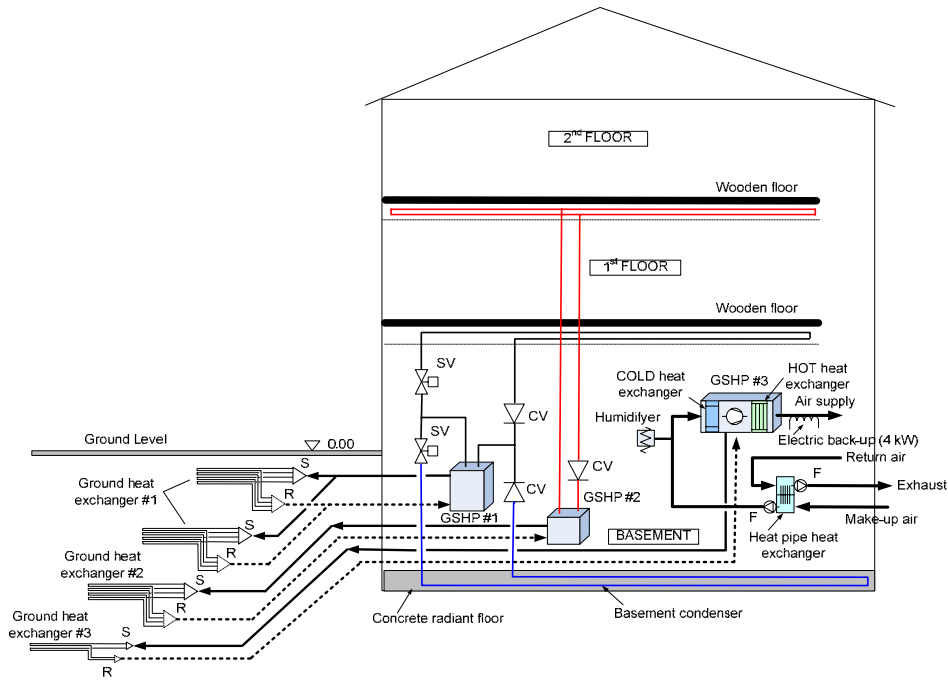 2nd FLOOR
Wooden floor
1st FLOOR
Wooden floor
SV
COLD heat
exchanger
GSHP #3
HOT heat
exchanger
Air supply
Humidifyer
SV
CV
Electric back-up (4 kW)
Ground Level
0.00
Return air
S
CV
Ground heat
exchanger #1
R
CV
GSHP #1
GSHP #2
F
Exhaust
F
Make-up air
S
BASEMENT
Heat pipe heat
exchanger
R
Ground heat
exchanger #2
S
R
Concrete radiant floor
Basement condenser
Ground heat
exchanger #3
S
R